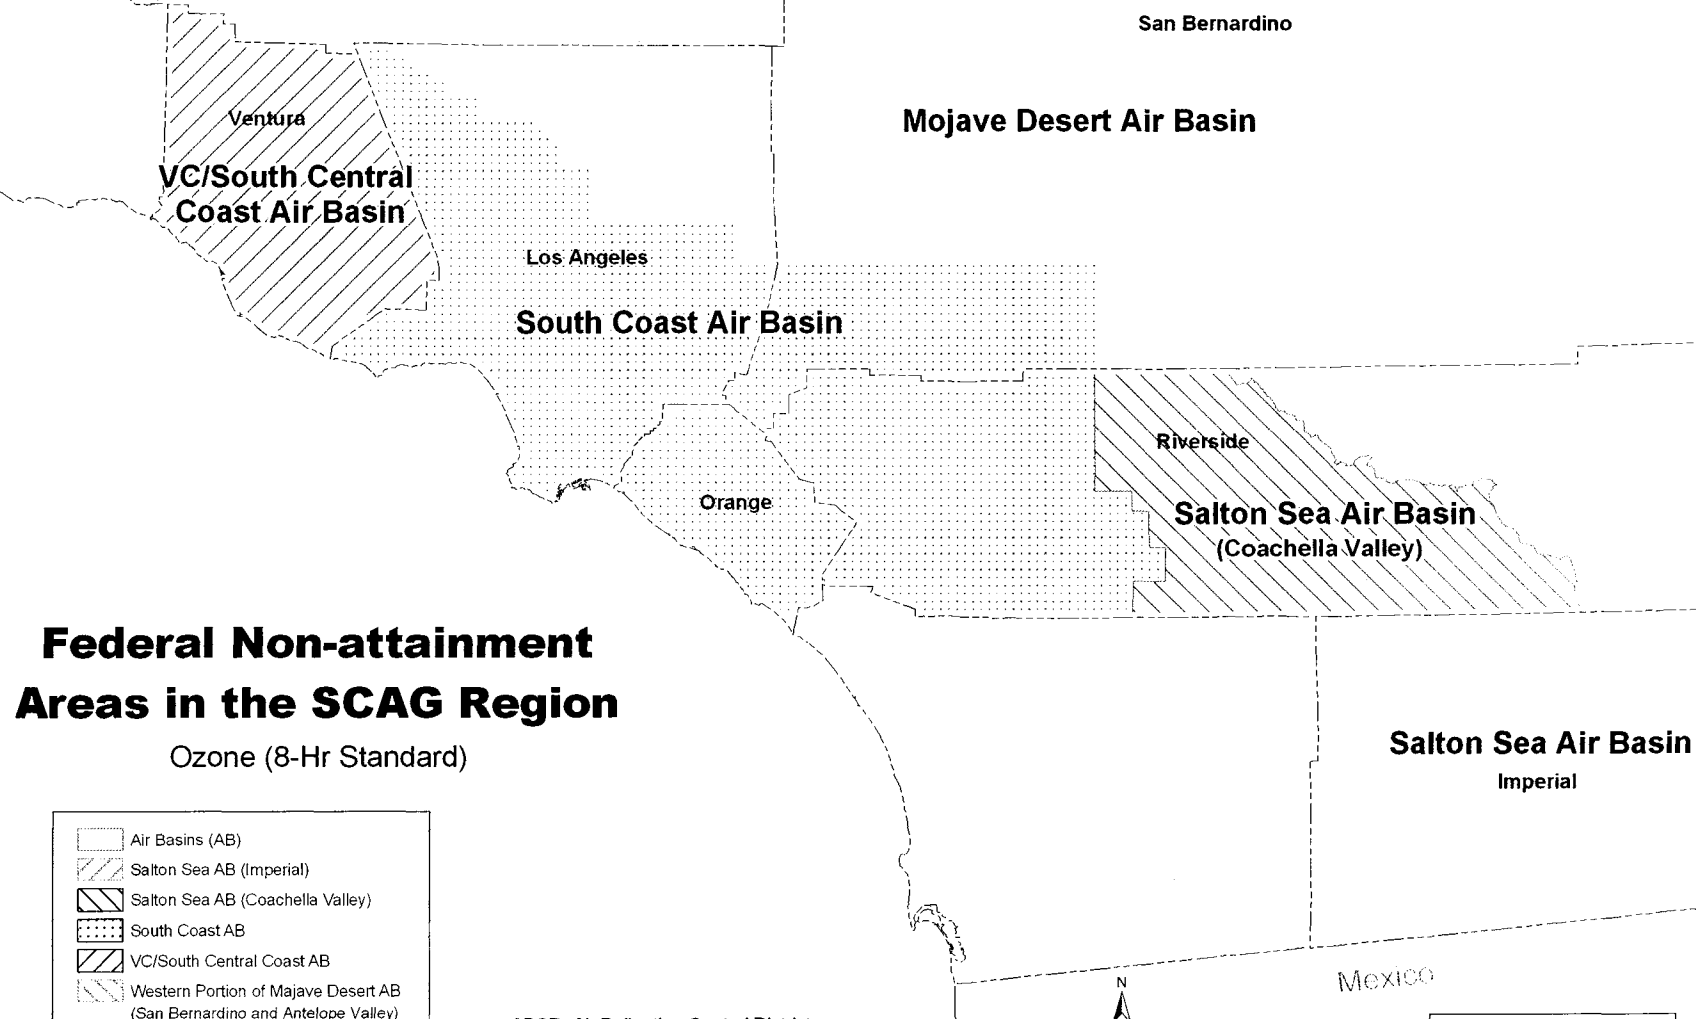 San Bernardino
Mojave Desert Air Basin
Ventura
VC/South Central
Coast Air Basin
Los Angeles
South Coast Air Basin
Riverside
Orange
Salton Sea Air Basin
(Coachella Valley)
Federal Non-attainment
Areas in the SCAG Region
Ozone (8-Hr Standard)
Salton Sea Air Basin
Imperial
Air Basins (AB)
Salton Sea AB (Imperial)
Salton Sea AB (Coachella Valley)
South Coast AB
VC/South Central Coast AB
Western Portion of Majave Desert AB
(San Bernardino and Antelope Valley)
Mexico
N